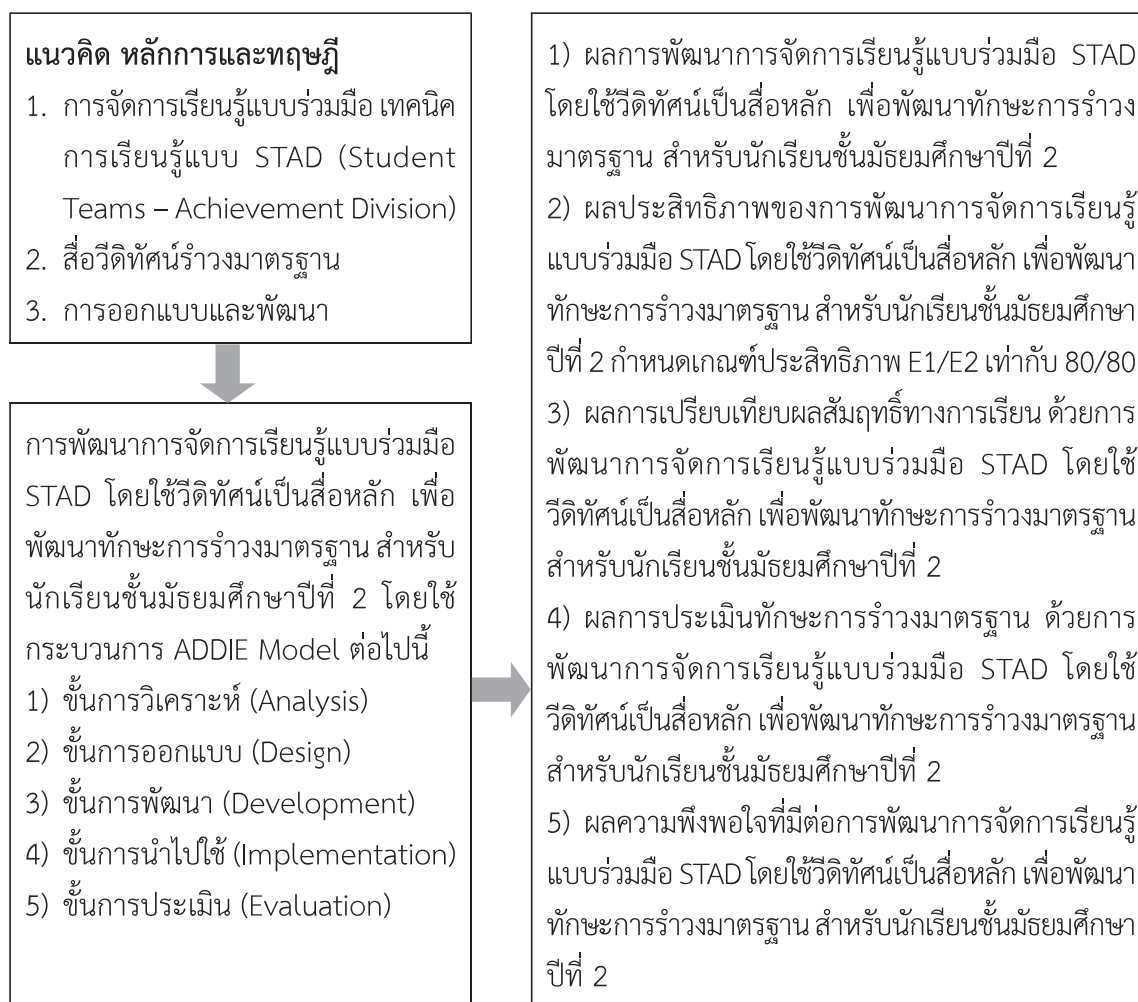 แนวคิด หลักการและทฤษฎี
1. การจัดการเรียนรู้แบบร่วมมือ เทคนิค
การเรียนรู้แบบ STAD (Student
Teams – Achievement Division)
2. สื่อวีดิทัศน์รำวงมาตรฐาน
3. การออกแบบและพัฒนา
การพัฒนาการจัดการเรียนรู้แบบร่วมมือ
STAD โดยใช้วีดิทัศน์เป็นสื่อหลัก เพื่อ
พัฒนาทักษะการรำวงมาตรฐาน สำหรับ
นักเรียนชั้นมัธยมศึกษาปีที่ 2 โดยใช้
กระบวนการ ADDIE Model ต่อไปนี้
1) ขั้นการวิเคราะห์ (Analysis)
2) ขั้นการออกแบบ (Design)
3) ขั้นการพัฒนา (Development)
4) ขั้นการนำไปใช้ (Implementation)
5) ขั้นการประเมิน (Evaluation)
1) ผลการพัฒนาการจัดการเรียนรู้แบบร่วมมือ STAD
โดยใช้วีดิทัศน์เป็นสื่อหลัก เพื่อพัฒนาทักษะการรำวง
มาตรฐาน สำหรับนักเรียนชั้นมัธยมศึกษาปีที่ 2
2) ผลประสิทธิภาพของการพัฒนาการจัดการเรียนรู้
แบบร่วมมือ STAD โดยใช้วีดิทัศน์เป็นสื่อหลัก เพื่อพัฒนา
ทักษะการรำวงมาตรฐาน สำหรับนักเรียนชั้นมัธยมศึกษา
ปีที่ 2 กำหนดเกณฑ์ประสิทธิภาพ E1/E2 เท่ากับ 80/80
3) ผลการเปรียบเทียบผลสัมฤทธิ์ทางการเรียน ด้วยการ
พัฒนาการจัดการเรียนรู้แบบร่วมมือ STAD โดยใช้
วีดิทัศน์เป็นสื่อหลัก เพื่อพัฒนาทักษะการรำวงมาตรฐาน
สำหรับนักเรียนชั้นมัธยมศึกษาปีที่ 2
4) ผลการประเมินทักษะการรำวงมาตรฐาน ด้วยการ
พัฒนาการจัดการเรียนรู้แบบร่วมมือ STAD โดยใช้
วีดิทัศน์เป็นสื่อหลัก เพื่อพัฒนาทักษะการรำวงมาตรฐาน
สำหรับนักเรียนชั้นมัธยมศึกษาปีที่ 2
5) ผลความพึงพอใจที่มีต่อการพัฒนาการจัดการเรียนรู้
แบบร่วมมือ STAD โดยใช้วีดิทัศน์เป็นสื่อหลัก เพื่อพัฒนา
ทักษะการรำวงมาตรฐาน สำหรับนักเรียนชั้นมัธยมศึกษา
ปีที่ 2